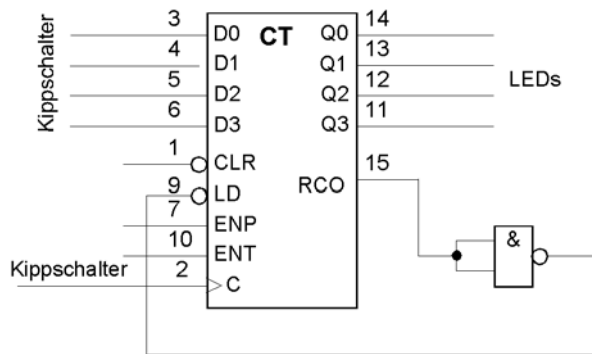 Kippschalter
3 D0 CT Q0 14
4 D1 Q1 13
5 D2 Q2 12 LEDs
6 D3 Q3 11
1 CLR
RCO 15
9 LD
7 ENP
&
10 ENT
Kippschalter 2 C